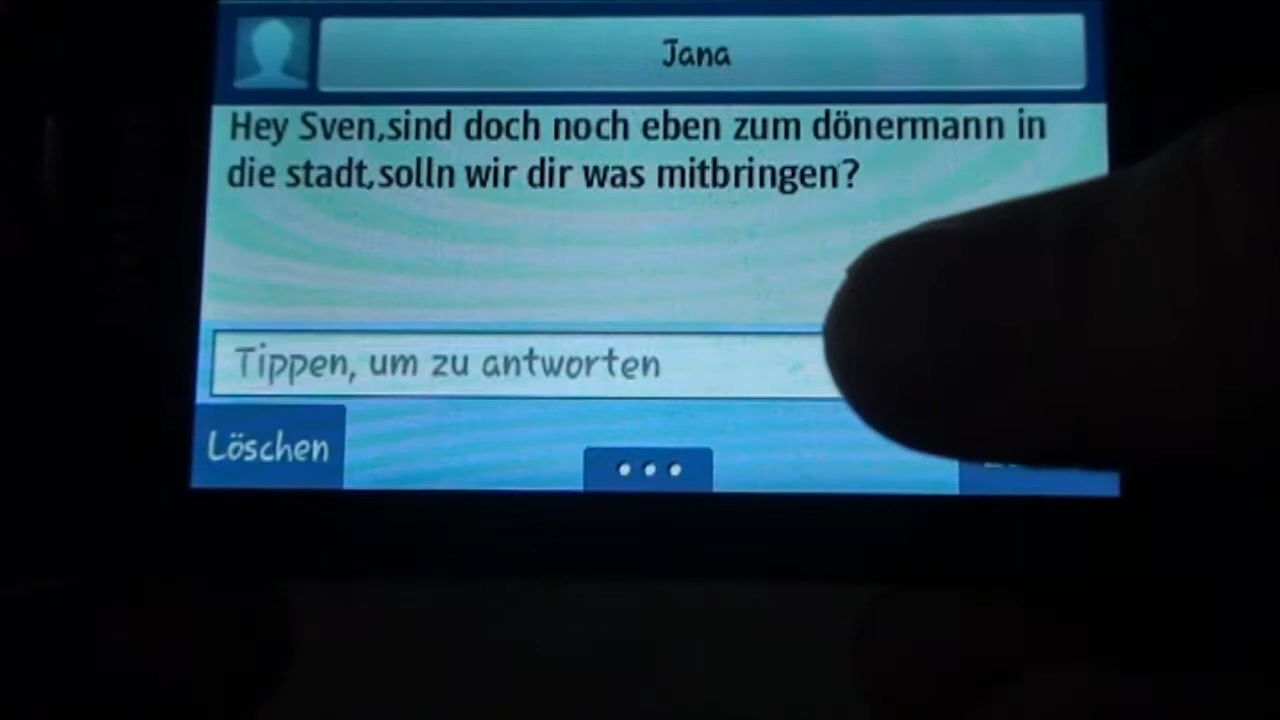 Jana
Hey Sven,sind doch noch eben zum dönermann in
die stadt,solln wir dir was mitbringen?
Tippen, um zu antworten
Löschen